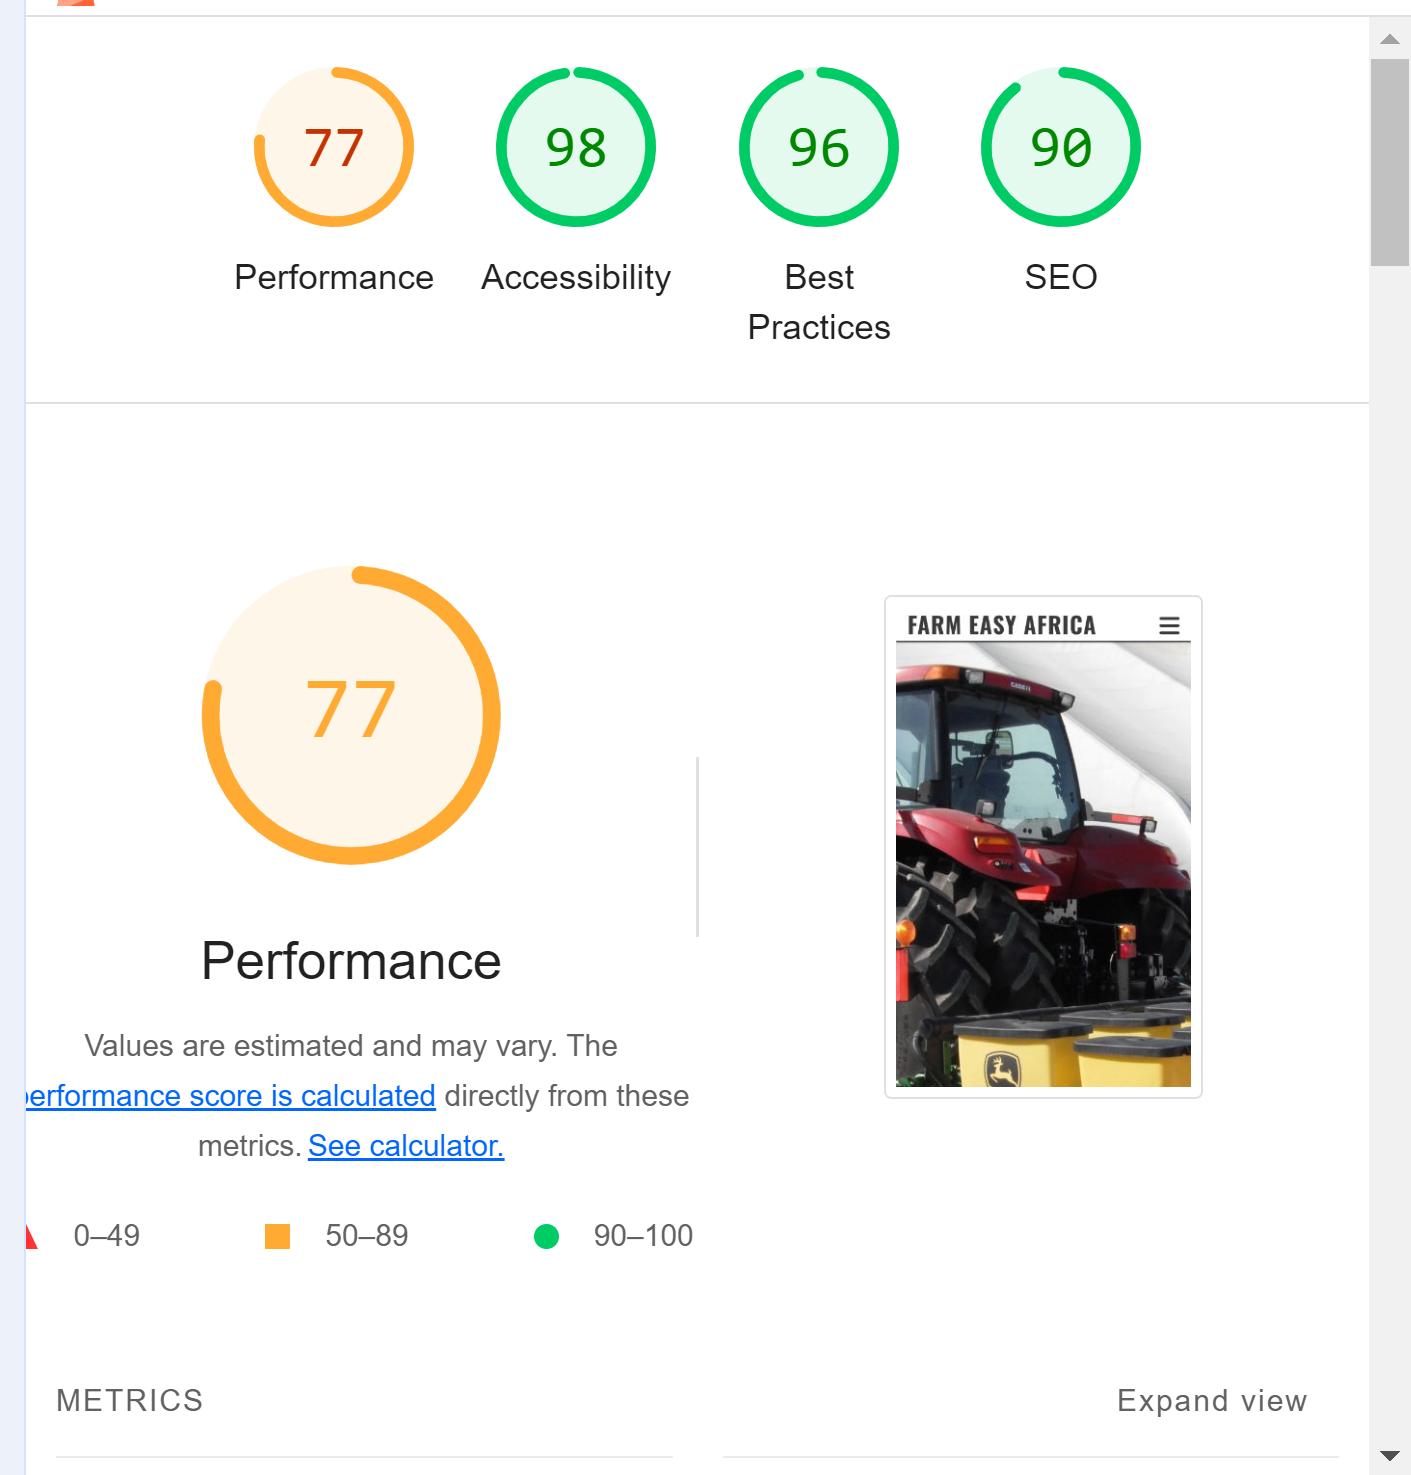 77
98
96
90
Performance
Accessibility
Best
Practices
SEO
77
Performance
Values are estimated and may vary. The
performance score is calculated directly from these
metrics. See calculator.
0–49
50–89
90–100
FARM EASY AFRICA
CASE IH
METRICS
Expand view